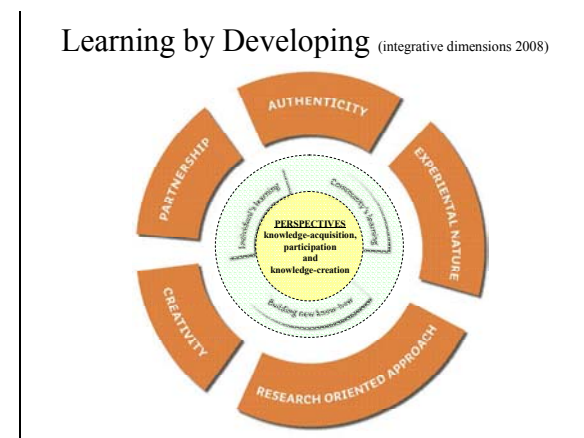 Learning by Developing (integrative dimensions 2008)
AUTHENTICITY
PARTNERSHIP
EXPERIENTIAL NATURE
Individual's learning
Community's learning
PERSPECTIVES
knowledge-acquisition,
participation
and
knowledge-creation
Building new know-how
CREATIVITY
RESEARCH ORIENTED APPROACH